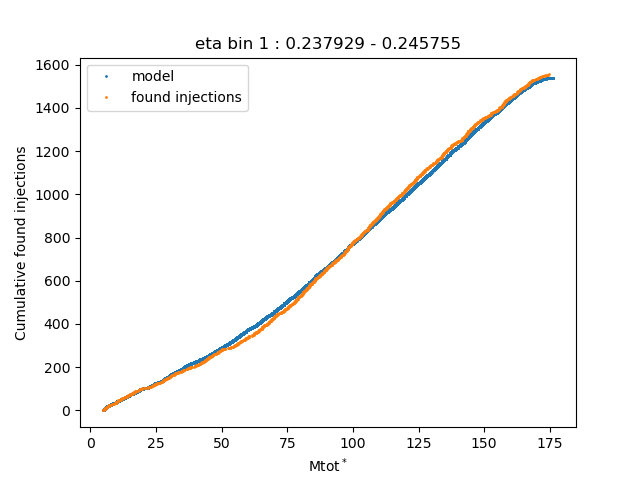 eta bin 1 : 0.237929 - 0.245755
model
found injections
Cumulative found injections
1600
1400
1200
1000
800
600
400
200
0
0 25 50 75 100 125 150 175
Mtot*